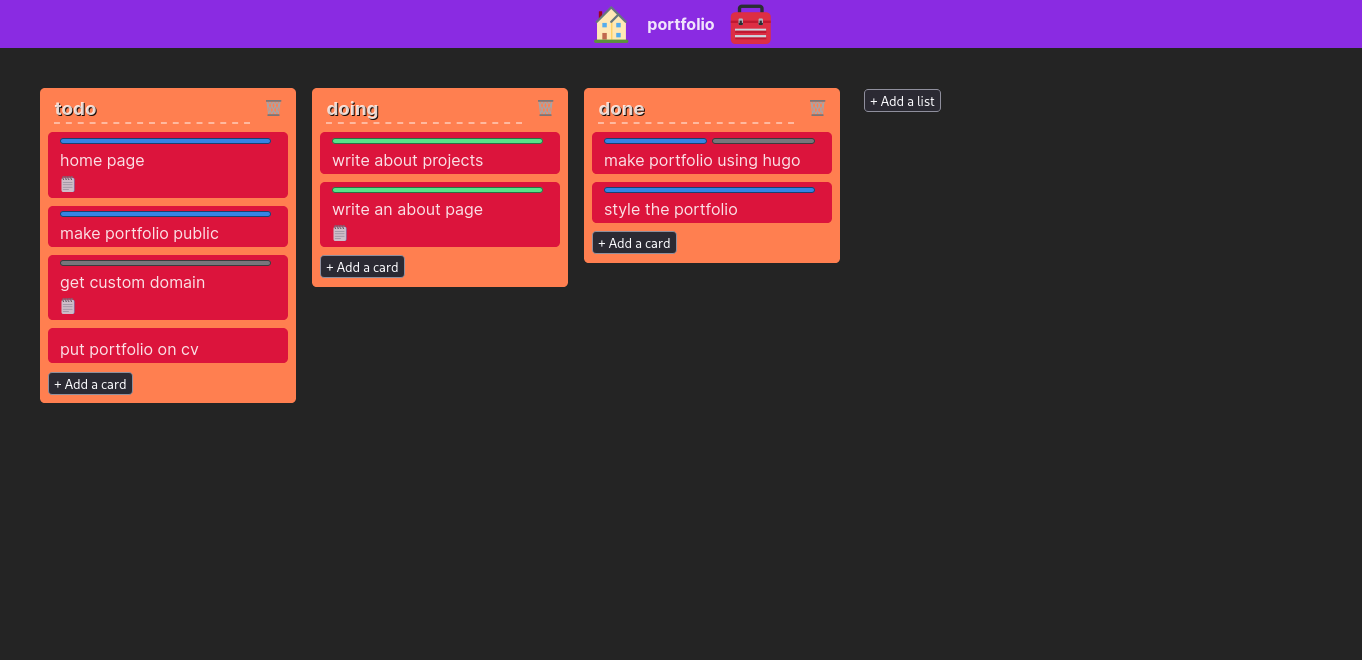 portfolio
todo
home page
make portfolio public
get custom domain
put portfolio on cv
+ Add a card
doing
write about projects
write an about page
+ Add a card
done
make portfolio using hugo
style the portfolio
+ Add a card
+ Add a list